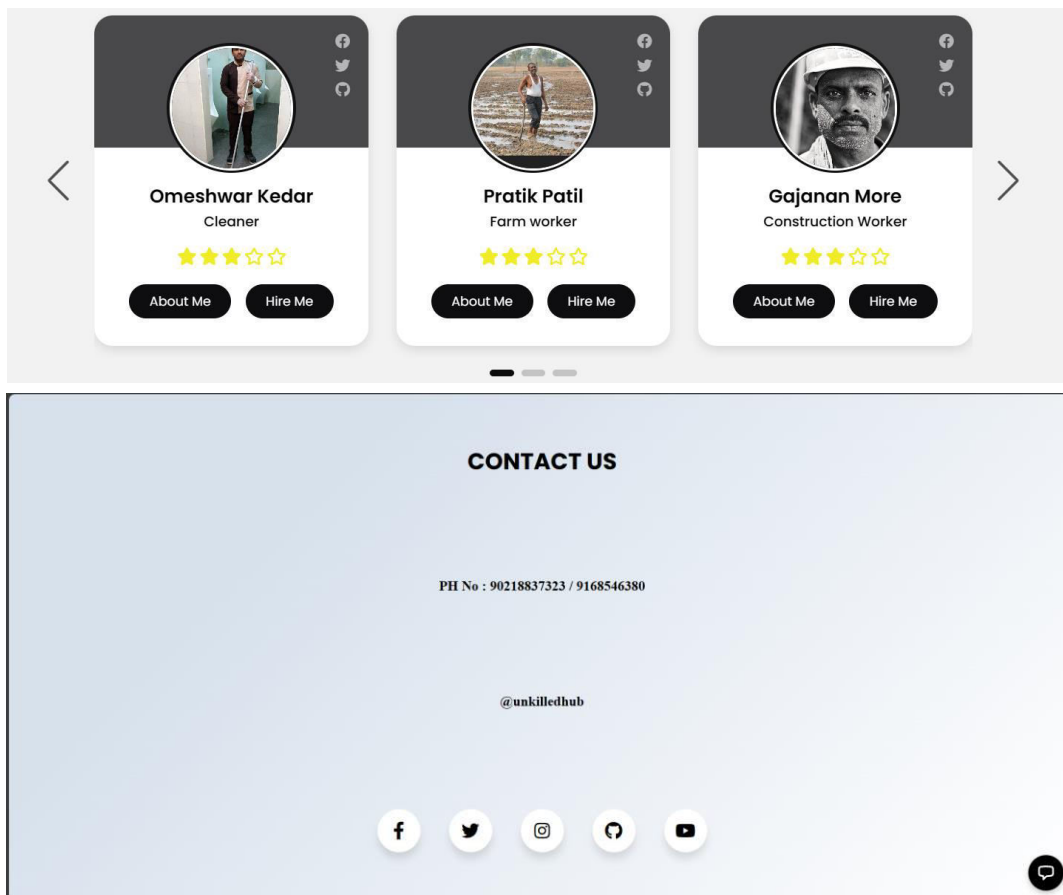 Omeshwar Kedar
Cleaner
About Me Hire Me
Pratik Patil
Farm worker
About Me Hire Me
Gajanan More
Construction Worker
About Me Hire Me
CONTACT US
PH No : 90218837323 / 9168546380
@unkilledhub